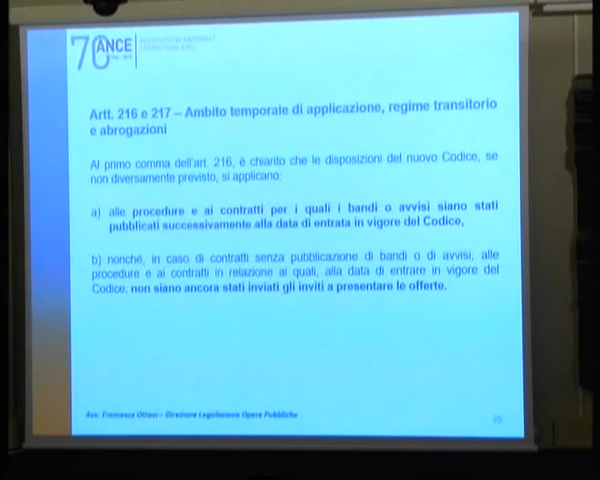 70 ANCE
Artt. 216 e 217 – Ambito temporale di applicazione, regime transitorio
e abrogazioni
Al primo comma dell'art. 216, è chiarito che le disposizioni del nuovo Codice, se
non diversamente previsto, si applicano:
a) alle procedure e ai contratti per i quali i bandi o avvisi siano stati
pubblicati successivamente alla data di entrata in vigore del Codice,
b) nonché, in caso di contratti senza pubblicazione di bandi o di avvisi, alle
procedure e ai contratti in relazione ai quali, alla data di entrare in vigore del
Codice, non siano ancora stati inviati gli inviti a presentare le offerte.
Avv. Francesca Ottavi – Direzione Legislazione Opere Pubbliche
25